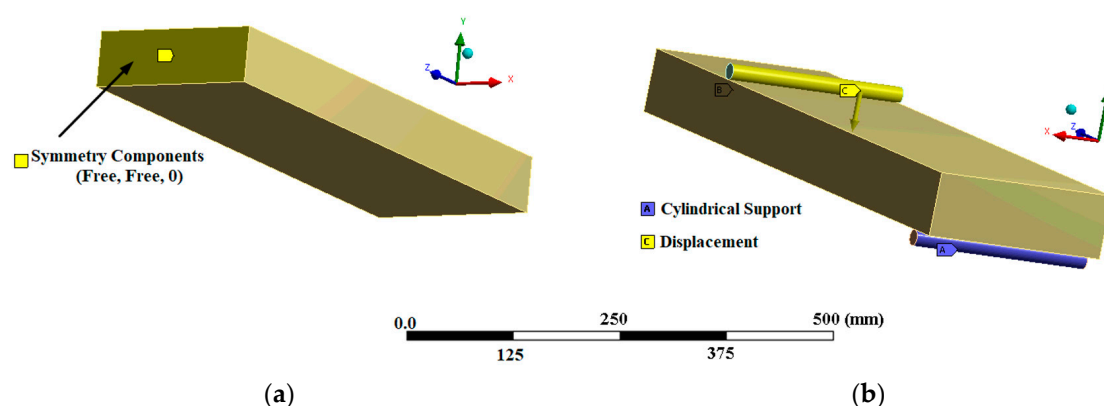 Y
Z
X
Symmetry Components
(Free, Free, 0)
B
C
X
Z
A Cylindrical Support
C Displacement
A
0.0
250
500 (mm)
125
375
(a)
(b)